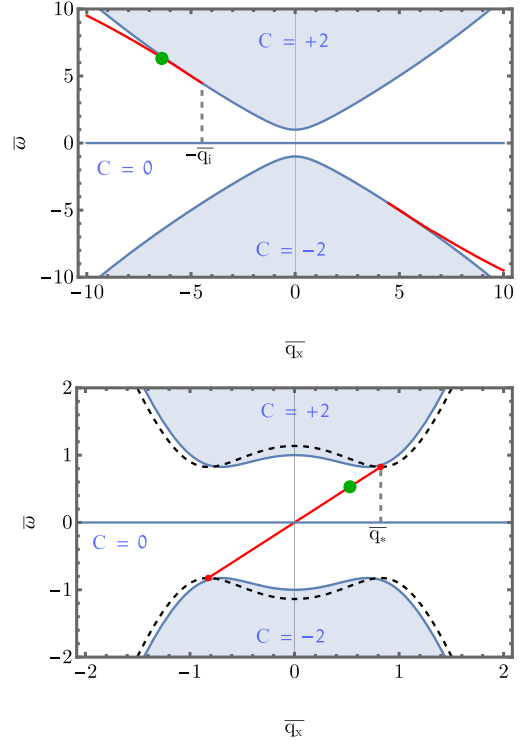 10
C = +2
5
ω̅
0
−q̅ᵢ
C = 0
−5
C = −2
−10
−10 −5 0 5 10
q̅ₓ
2
C = +2
1
ω̅
0
q̅*
C = 0
−1
C = −2
−2
−2 −1 0 1 2
q̅ₓ